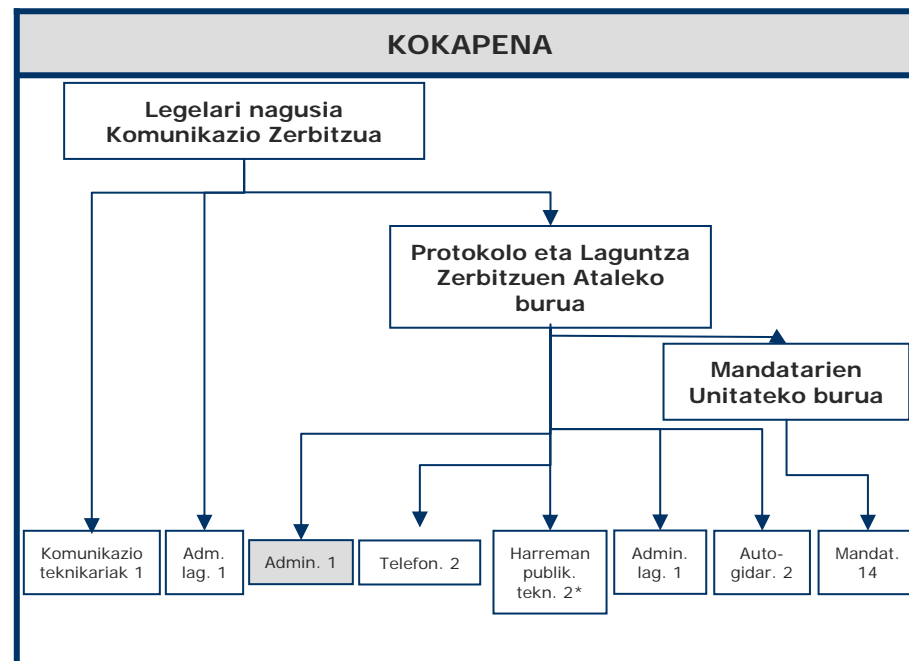 KOKAPENA
Legelari nagusia
Komunikazio Zerbitzua
Protokolo eta Laguntza
Zerbitzuen Ataleko
burua
Mandatarien
Unitateko burua
Komunikazio
teknikariak 1
Adm.
lag. 1
Admin. 1
Telefon. 2
Harreman
publik.
tekn. 2*
Admin.
lag. 1
Auto-
gidar. 2
Mandat.
14